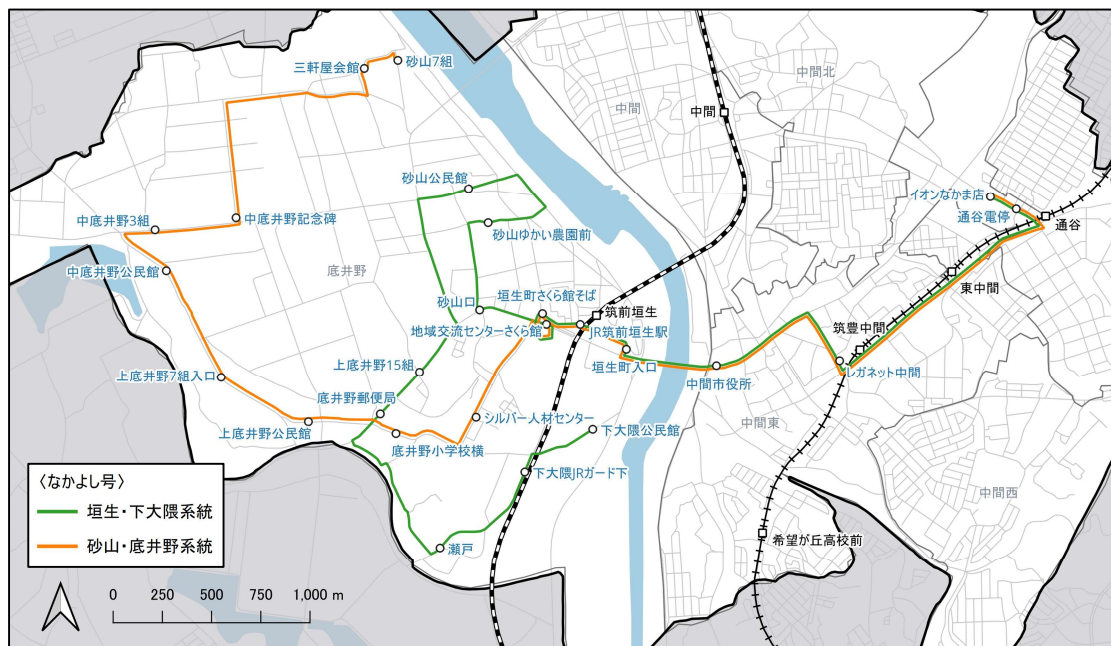 三軒屋会館
砂山7組
中間北
中間
中間
砂山公民館
イオンなかま店
通谷電停
通谷
中底井野3組
中底井野記念碑
砂山ゆかい農園前
底井野
中底井野公民館
東中間
砂山口
垣生町さくら館そば
筑前垣生
地域交流センターさくら館
JR筑前垣生駅
筑豊中間
上底井野15組
垣生町入口
中間市役所
レガネット中間
上底井野7組入口
底井野郵便局
シルバー人材センター
中間東
上底井野公民館
底井野小学校横
下大隈公民館
下大隈JRガード下
中間西
〈なかよし号〉
垣生・下大隈系統
砂山・底井野系統
瀬戸
希望が丘高校前
0 250 500 750 1,000 m